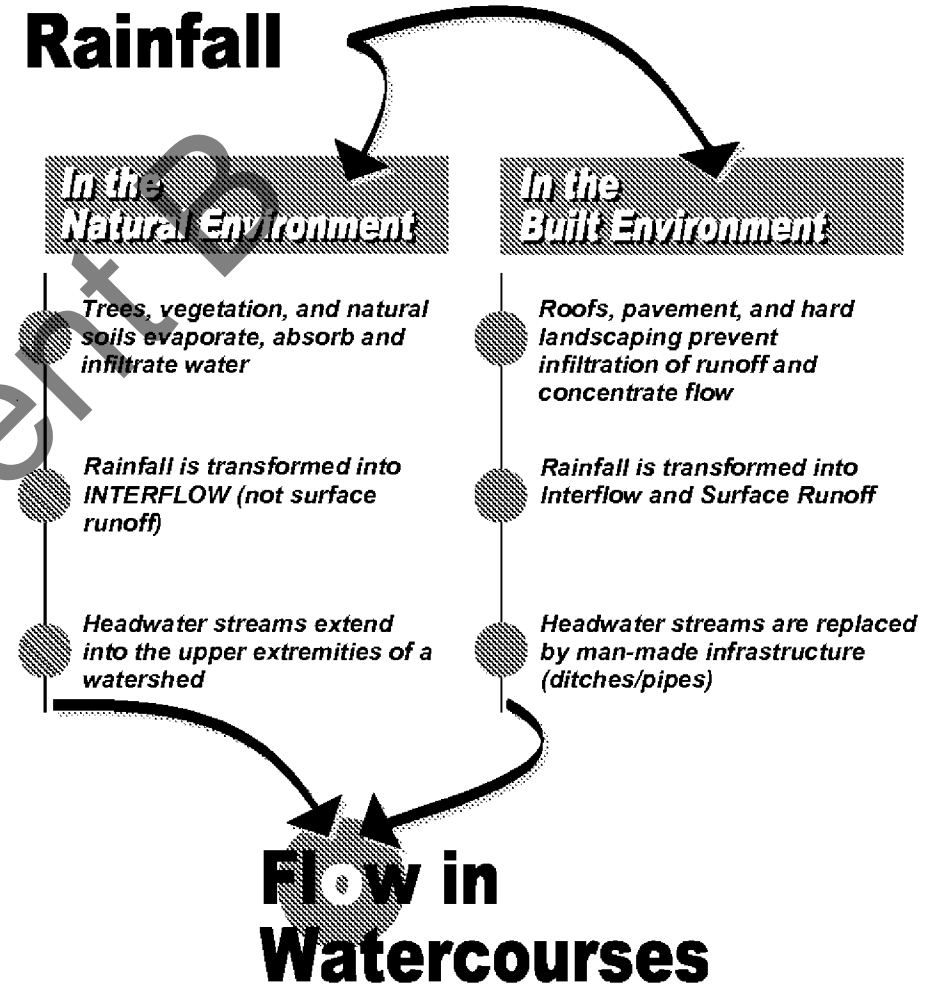 Rainfall
In the
Natural Environment
Trees, vegetation, and natural
soils evaporate, absorb and
infiltrate water
Rainfall is transformed into
INTERFLOW (not surface
runoff)
Headwater streams extend
into the upper extremities of a
watershed
In the
Built Environment
Roofs, pavement, and hard
landscaping prevent
infiltration of runoff and
concentrate flow
Rainfall is transformed into
Interflow and Surface Runoff
Headwater streams are replaced
by man-made infrastructure
(ditches/pipes)
Flow in
Watercourses
ent B